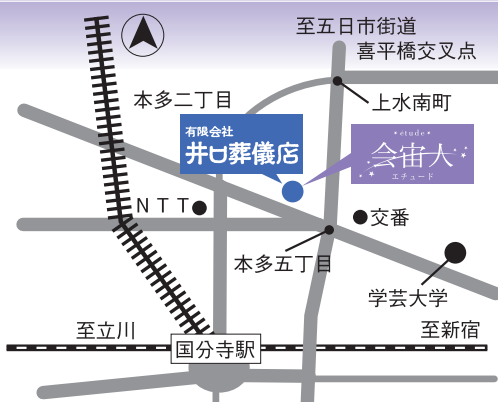 至五日市街道
喜平橋交叉点
本多二丁目
上水南町
有限会社
井口葬儀店
etude
会宙人
エチュード
NTT
交番
本多五丁目
学芸大学
至立川
国分寺駅
至新宿